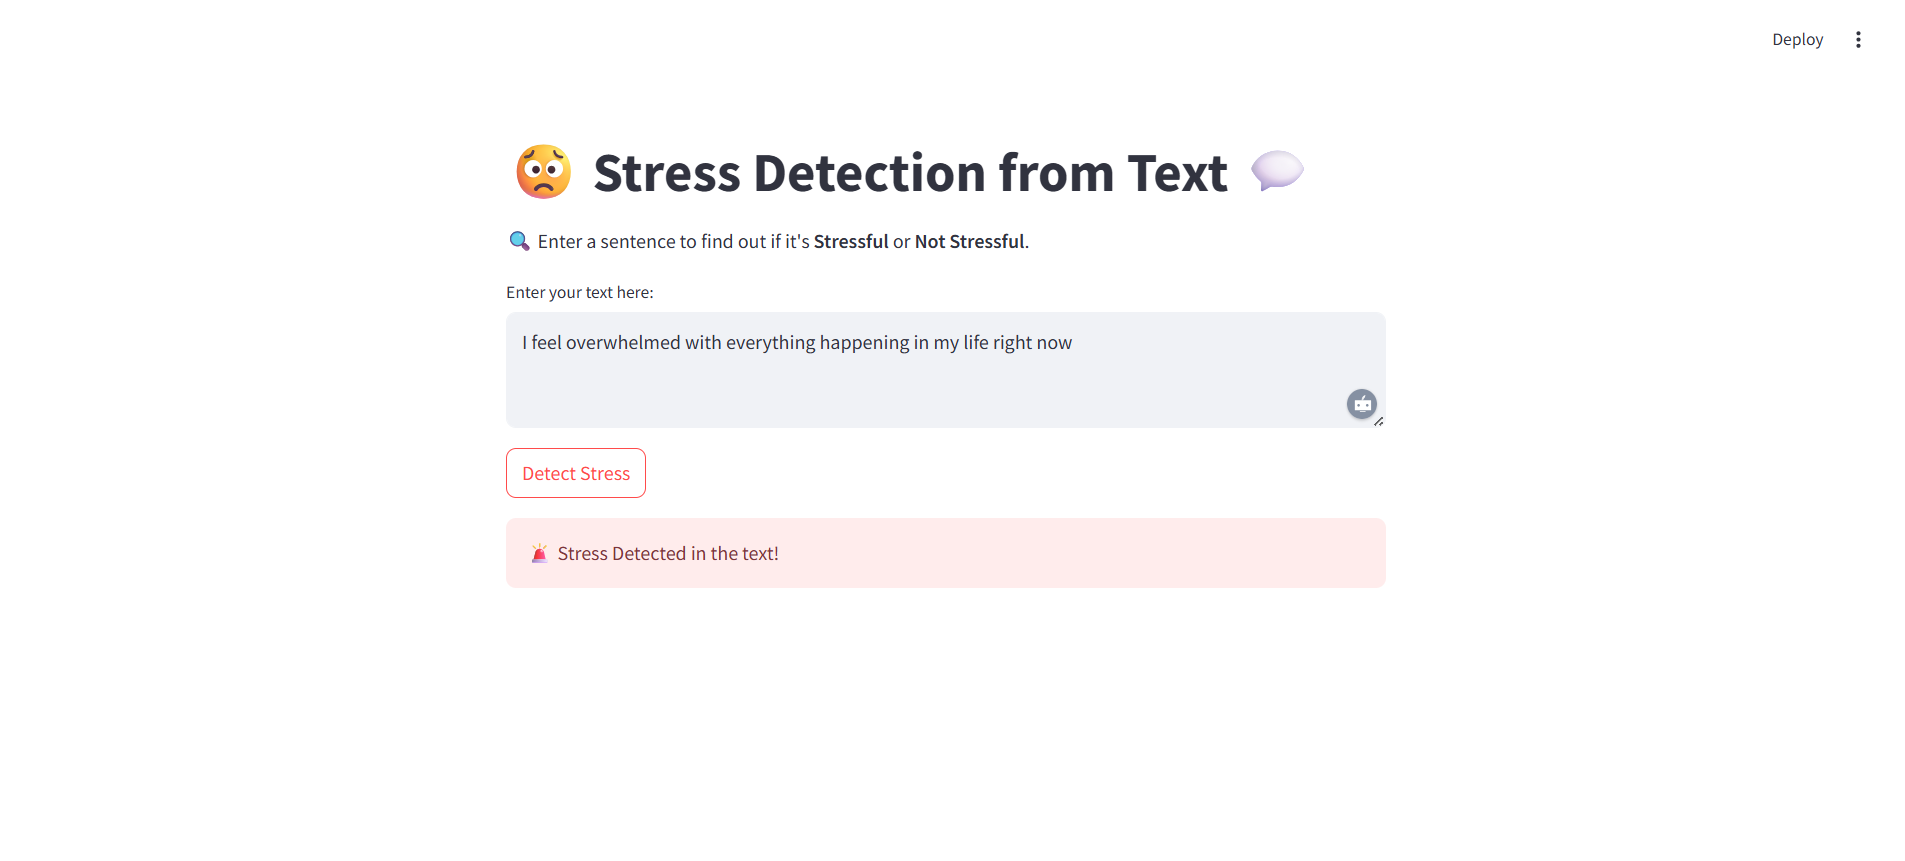 Deploy
Stress Detection from Text
Enter a sentence to find out if it's Stressful or Not Stressful.
Enter your text here:
I feel overwhelmed with everything happening in my life right now
Detect Stress
Stress Detected in the text!